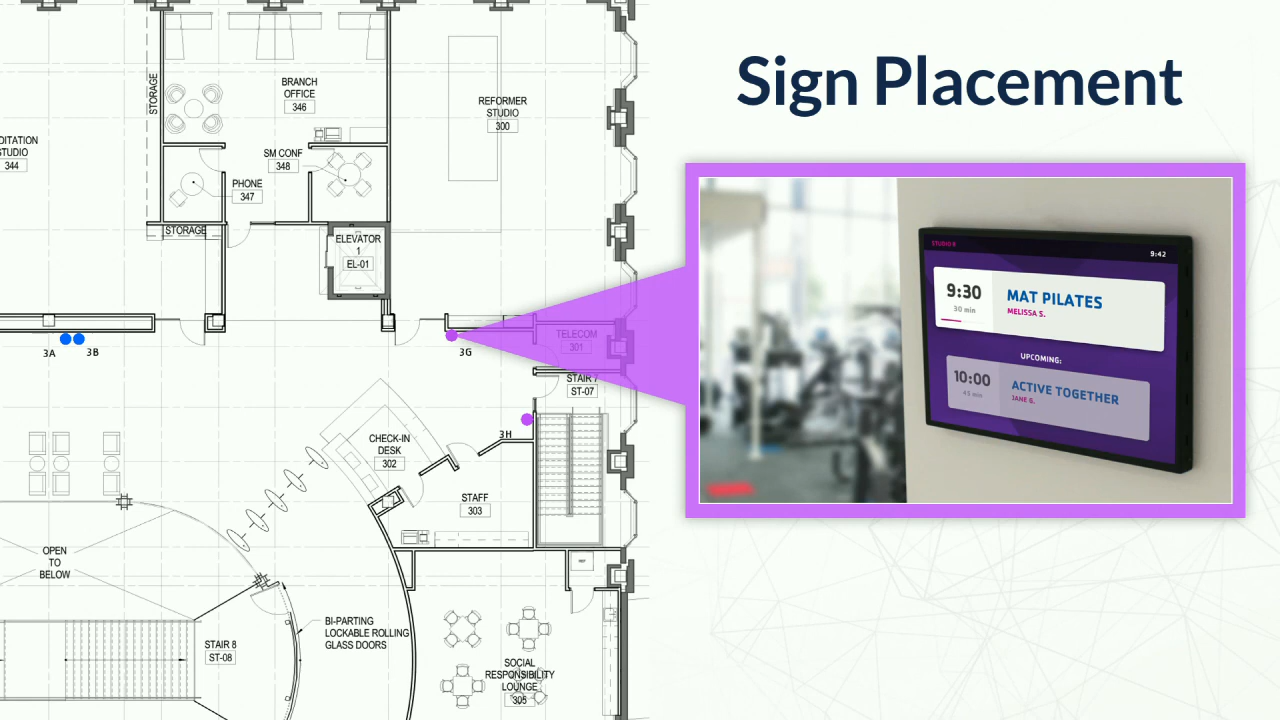 Sign Placement
STORAGE
BRANCH
OFFICE
346
REFORMER
STUDIO
300
DITATION
STUDIO
344
SM CONF
348
PHONE
347
STORAGE
ELEVATOR
1
EL-01
STUDIO R
9:42
9:30
30 min
MAT PILATES
MELISSA S.
UPCOMING:
10:00
45 min
ACTIVE TOGETHER
JANE G.
TELECOM
301
3A
3B
3G
STAIR 7
ST-07
3H
CHECK-IN
DESK
302
STAFF
303
OPEN
TO
BELOW
BI-PARTING
LOCKABLE ROLLING
GLASS DOORS
STAIR 8
ST-08
SOCIAL
RESPONSIBILITY
LOUNGE
305